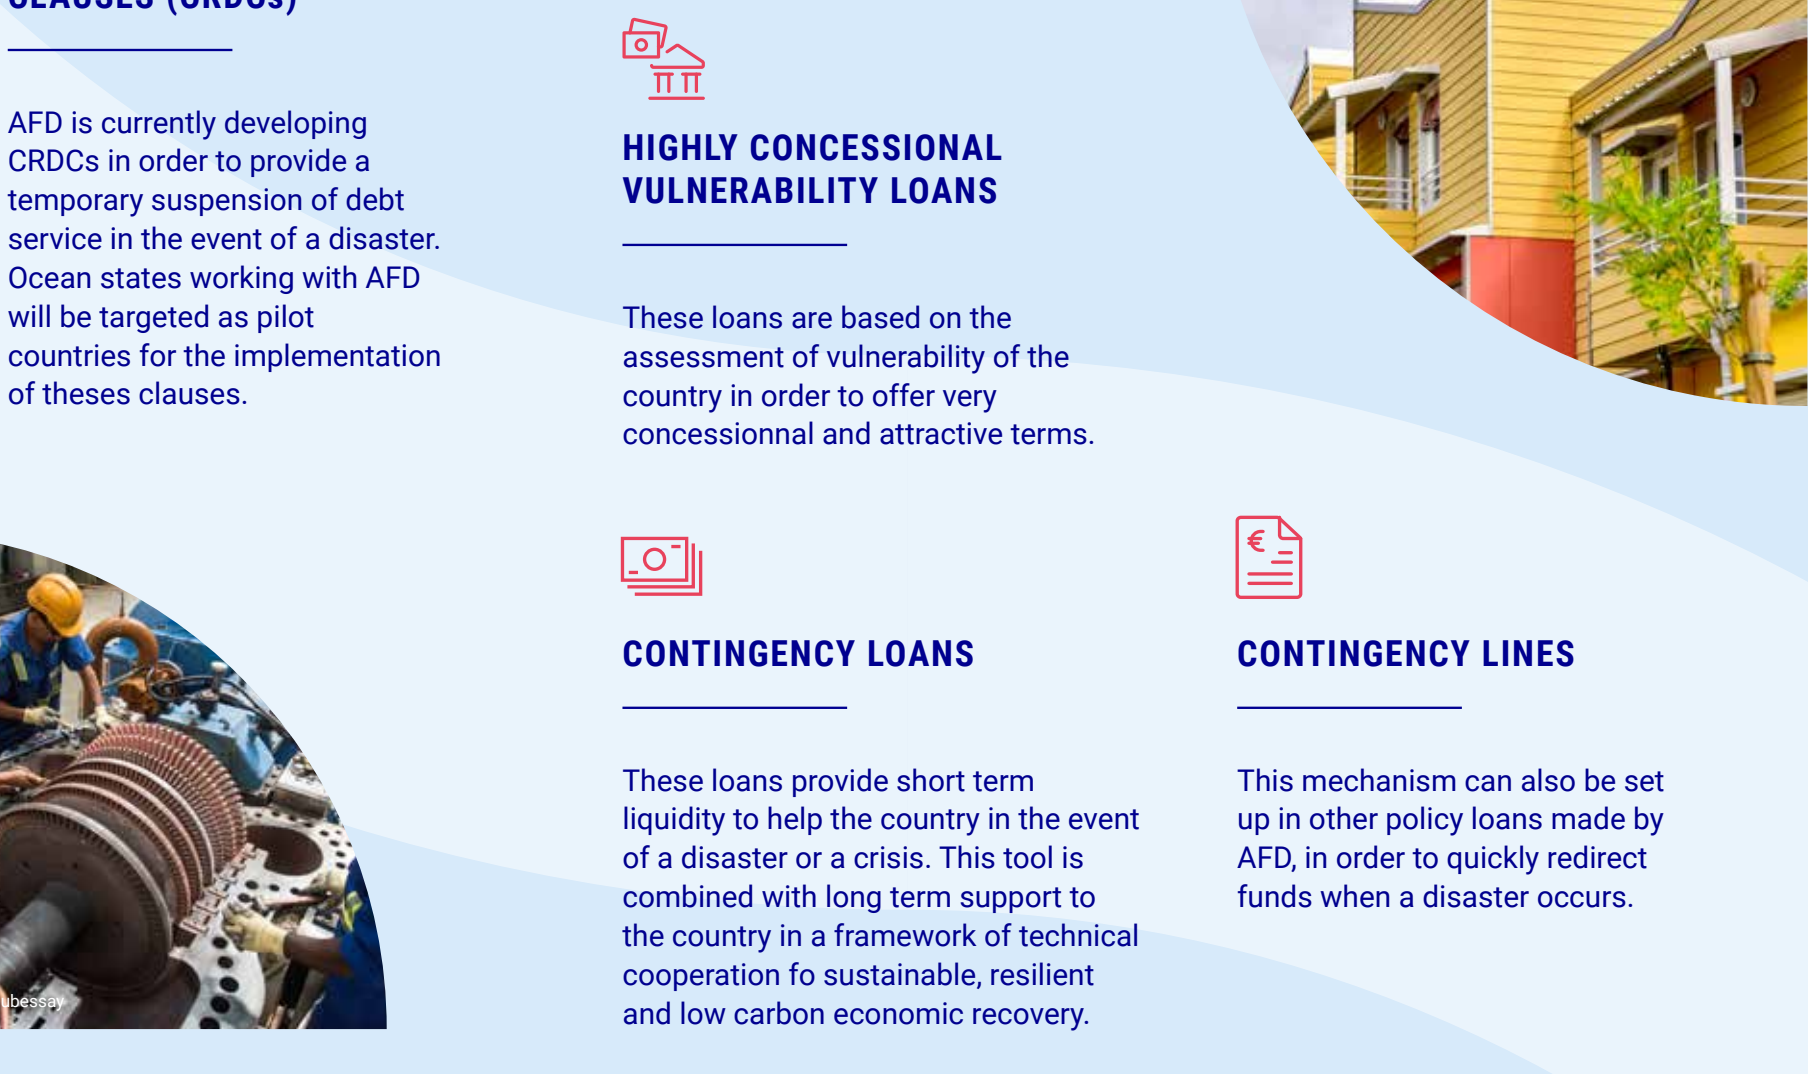 CLAUSES (CRDCs)
AFD is currently developing
CRDCs in order to provide a
temporary suspension of debt
service in the event of a disaster.
Ocean states working with AFD
will be targeted as pilot
countries for the implementation
of theses clauses.
HIGHLY CONCESSIONAL
VULNERABILITY LOANS
These loans are based on the
assessment of vulnerability of the
country in order to offer very
concessionnal and attractive terms.
CONTINGENCY LOANS
These loans provide short term
liquidity to help the country in the event
of a disaster or a crisis. This tool is
combined with long term support to
the country in a framework of technical
cooperation fo sustainable, resilient
and low carbon economic recovery.
€
CONTINGENCY LINES
This mechanism can also be set
up in other policy loans made by
AFD, in order to quickly redirect
funds when a disaster occurs.
ubessay